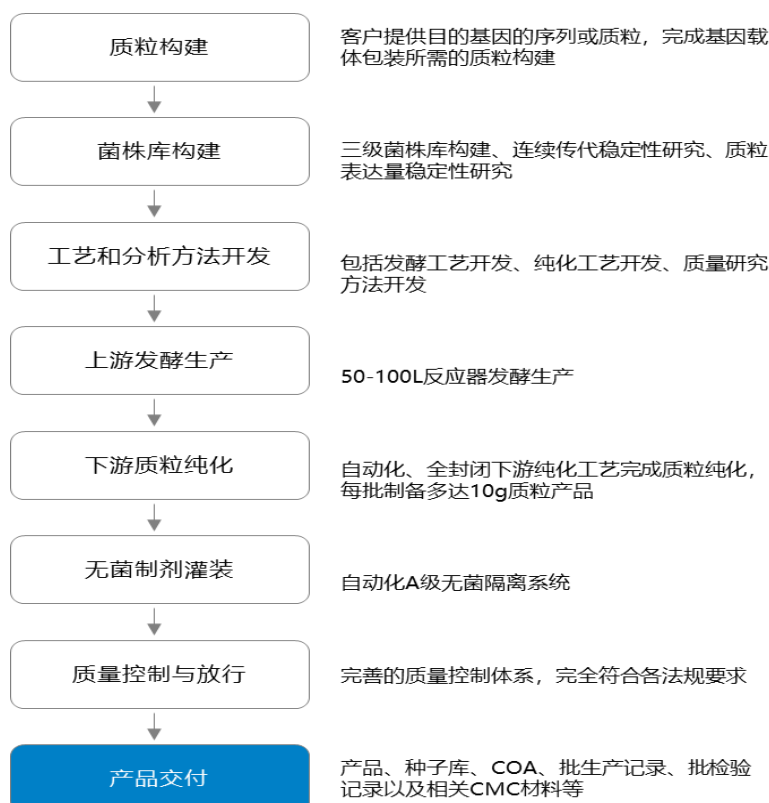 质粒构建
客户提供目的基因的序列或质粒，完成基因载
体包装所需的质粒构建
菌株库构建
三级菌株库构建、连续传代稳定性研究、质粒
表达量稳定性研究
工艺和分析方法开发
包括发酵工艺开发、纯化工艺开发、质量研究
方法开发
上游发酵生产
50-100L反应器发酵生产
下游质粒纯化
自动化、全封闭下游纯化工艺完成质粒纯化，
每批制备多达10g质粒产品
无菌制剂灌装
自动化A级无菌隔离系统
质量控制与放行
完善的质量控制体系，完全符合各法规要求
产品交付
产品、种子库、COA、批生产记录、批检验
记录以及相关CMC材料等